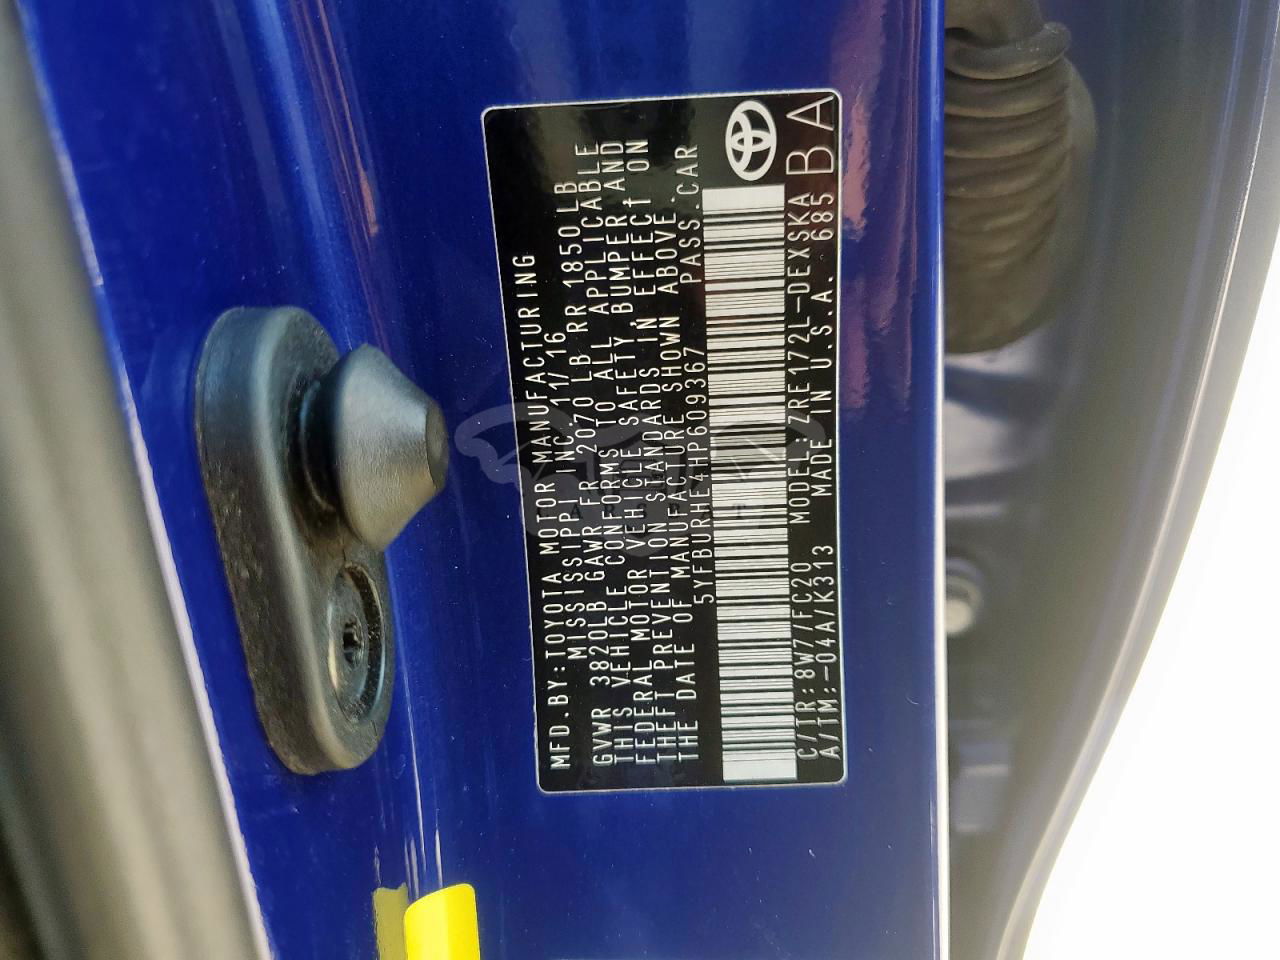 MFD.BY:TOYOTA MOTOR MANUFACTURING
MISSISSIPPI INC. 11/16
GVWR 3820LB GAWR FR 2070 LB RR 1850LB
THIS VEHICLE CONFORMS TO ALL APPLICABLE
FEDERAL MOTOR VEHICLE SAFETY, BUMPER AND
THEFT PREVENTION STANDARDS IN EFFECT ON
THE DATE OF MANUFACTURE SHOWN ABOVE.
5YFBURHE4HP609367 PASS.CAR
C/TR:8W7/FC20 MODEL:ZRE172L-DEXSKA
A/TM:-04A/K313 MADE IN U.S.A. 685
BA